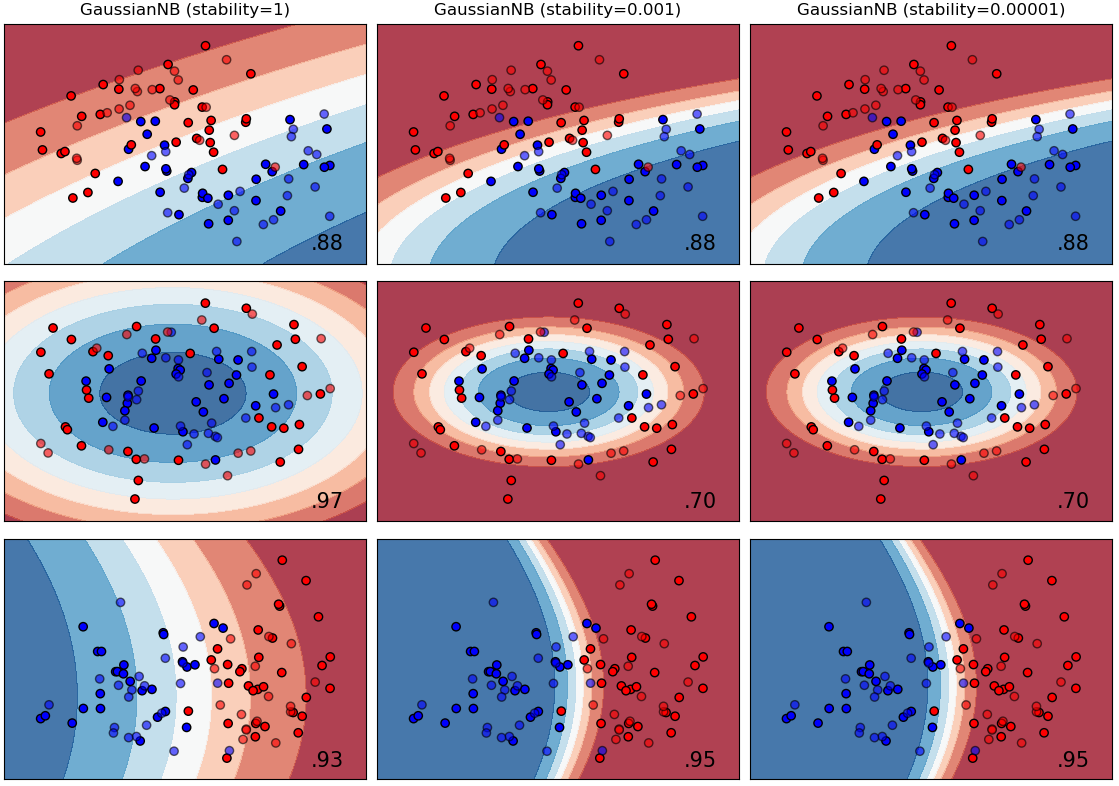 GaussianNB (stability=1) GaussianNB (stability=0.001) GaussianNB (stability=0.00001)
.88 .88 .88
.97 .70 .70
.93 .95 .95